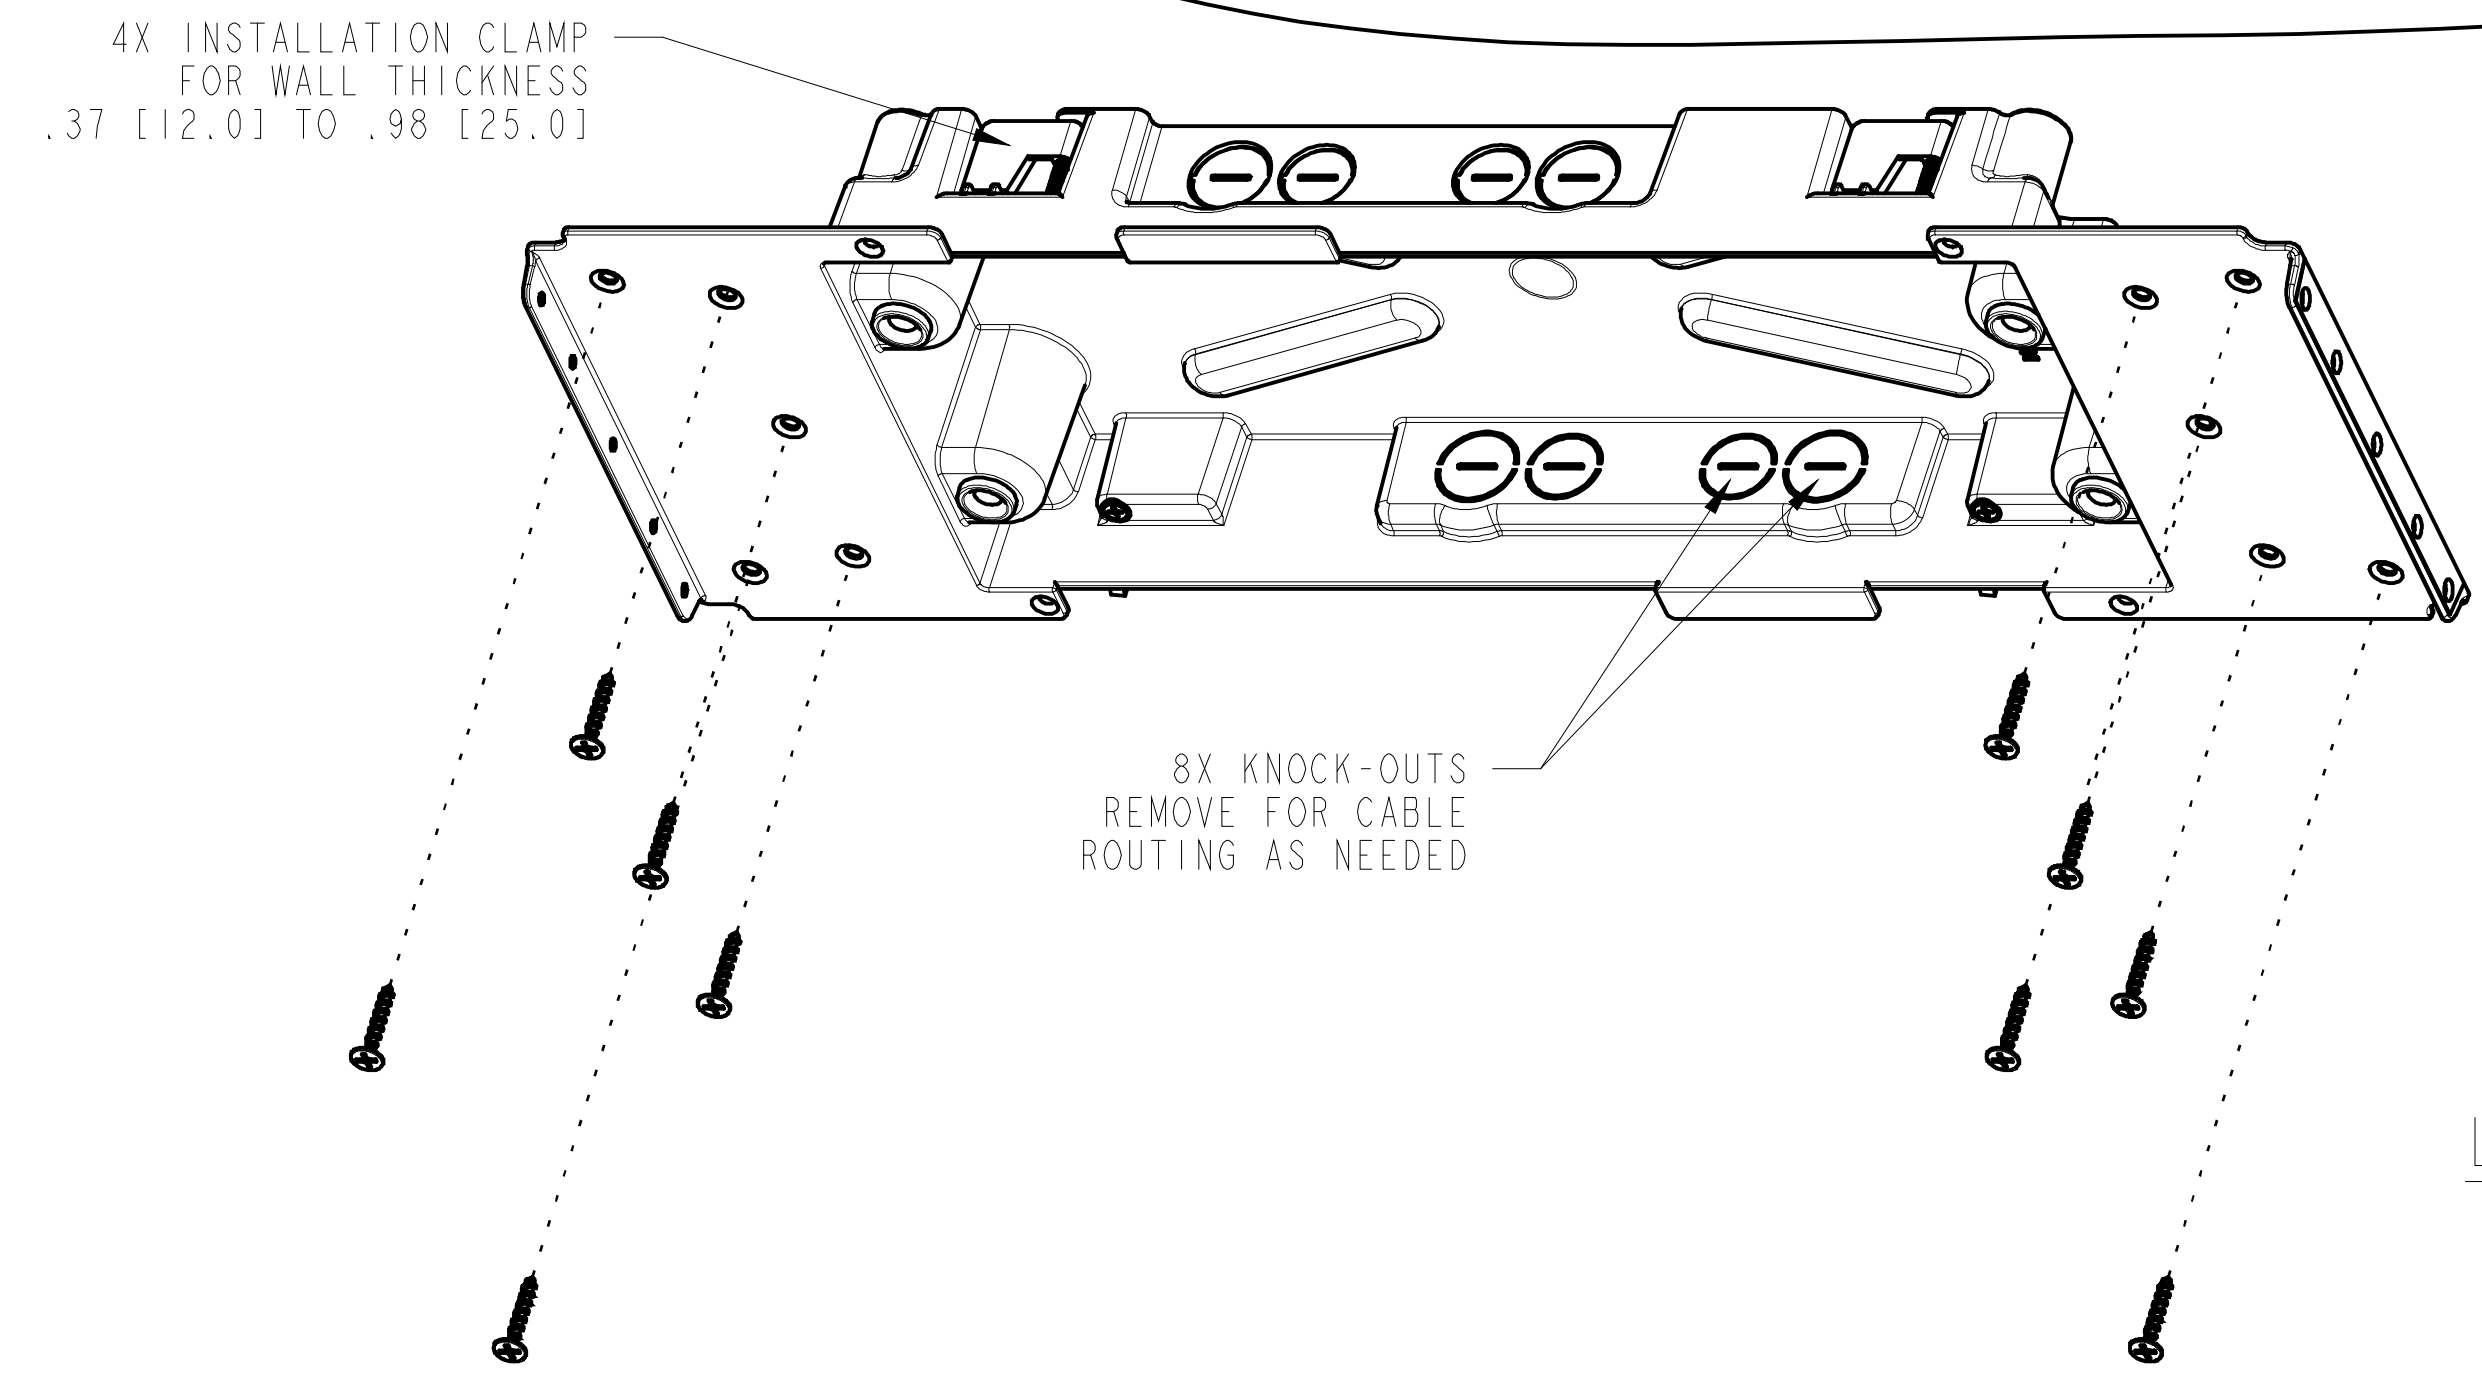 4X INSTALLATION CLAMP
FOR WALL THICKNESS
.37 [12.0] TO .98 [25.0]
8X KNOCK-OUTS
REMOVE FOR CABLE
ROUTING AS NEEDED